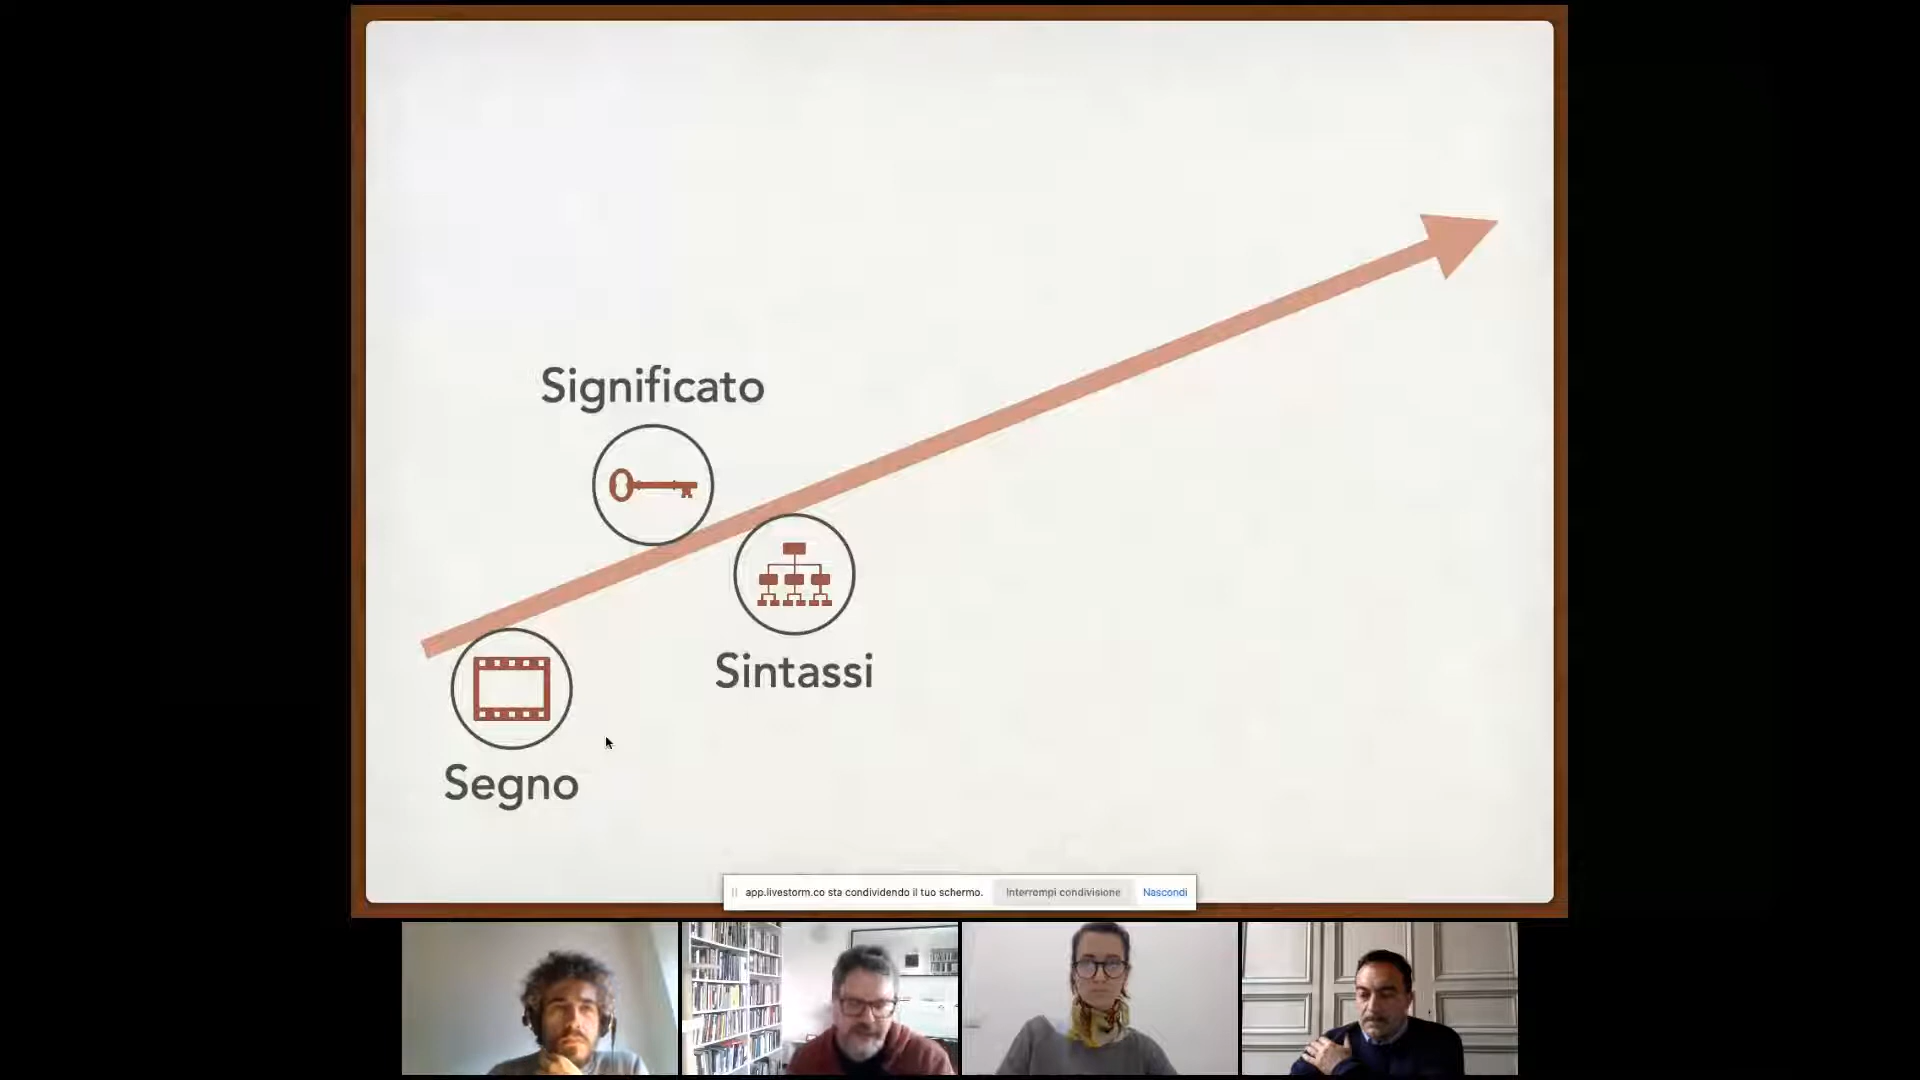 Significato
Sintassi
Segno
app.livestorm.co sta condividendo il tuo schermo. Interrompi condivisione Nascondi